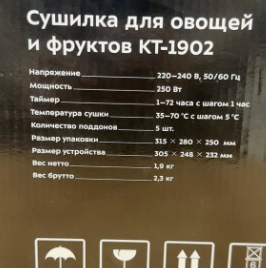 Сушилка для овощей
и фруктов КТ-1902
Напряжение 220–240 В, 50/60 Гц
Мощность 250 Вт
Таймер 1–72 часа с шагом 1 час
Температура сушки 35–70 °С с шагом 5 °С
Количество поддонов 5 шт.
Размер упаковки 315 × 280 × 250 мм
Размер устройства 305 × 248 × 232 мм
Вес нетто 1,9 кг
Вес брутто 2,3 кг
6